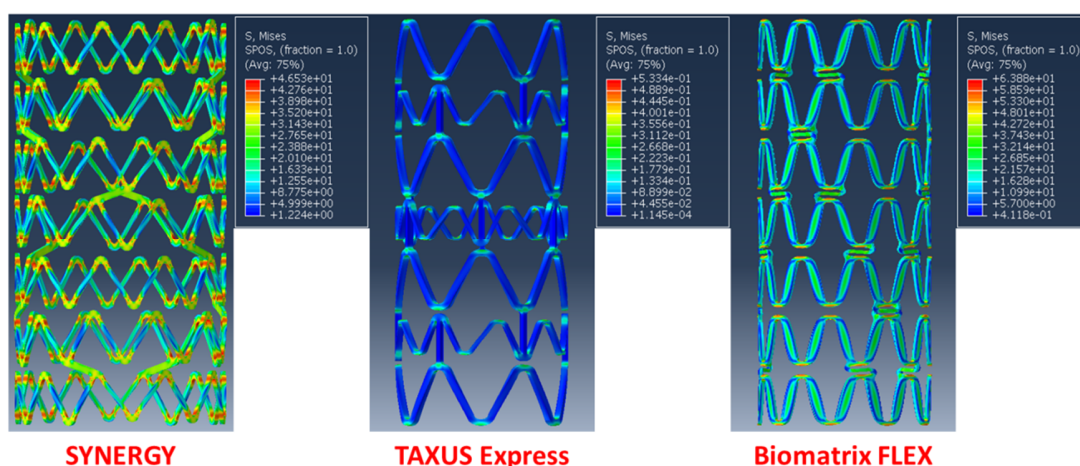 S, Mises
SPOS, (fraction = 1.0)
(Avg: 75%)
+4.653e+01
+4.276e+01
+3.898e+01
+3.520e+01
+3.143e+01
+2.765e+01
+2.388e+01
+2.010e+01
+1.633e+01
+1.255e+01
+8.775e+00
+4.999e+00
+1.224e+00
S, Mises
SPOS, (fraction = 1.0)
(Avg: 75%)
+5.334e-01
+4.889e-01
+4.445e-01
+4.001e-01
+3.556e-01
+3.112e-01
+2.668e-01
+2.223e-01
+1.779e-01
+1.334e-01
+8.899e-02
+4.455e-02
+1.145e-04
S, Mises
SPOS, (fraction = 1.0)
(Avg: 75%)
+6.388e+01
+5.859e+01
+5.330e+01
+4.801e+01
+4.272e+01
+3.743e+01
+3.214e+01
+2.685e+01
+2.157e+01
+1.628e+01
+1.099e+01
+5.700e+00
+4.118e-01
SYNERGY
TAXUS Express
Biomatrix FLEX